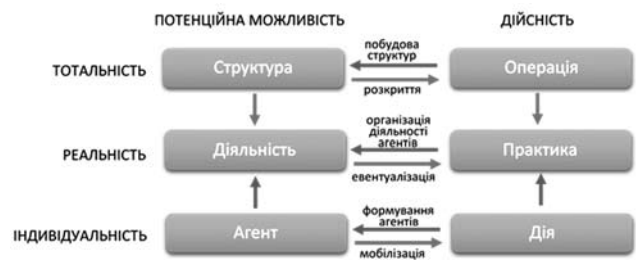 ПОТЕНЦІЙНА МОЖЛИВІСТЬ
ДІЙСНІСТЬ
ТОТАЛЬНІСТЬ
Структура
побудова
структур
розкриття
Операція
РЕАЛЬНІСТЬ
Діяльність
організація
діяльності
агентів
евентуалізація
Практика
ІНДИВІДУАЛЬНІСТЬ
Агент
формування
агентів
мобілізація
Дія